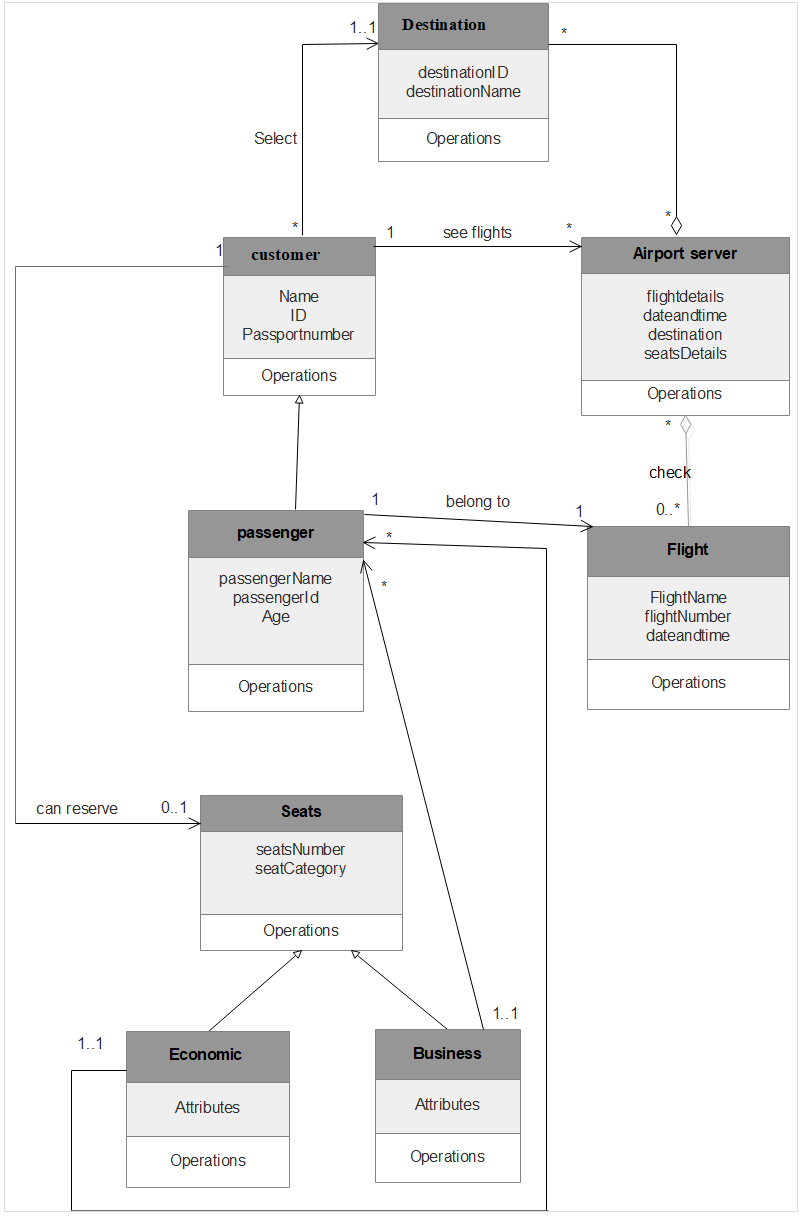 1..1
Destination
*
destinationID
destinationName
Operations
Select
*
*
1
customer
1
see flights
*
Airport server
Name
ID
Passportnumber
Operations
flightdetails
dateandtime
destination
seatsDetails
Operations
*
check
0..*
passenger
1
belong to
1
*
passengerName
passengerId
Age
Operations
*
Flight
FlightName
flightNumber
dateandtime
Operations
can reserve
0..1
Seats
seatsNumber
seatCategory
Operations
1..1
Economic
Attributes
Operations
1..1
Business
Attributes
Operations